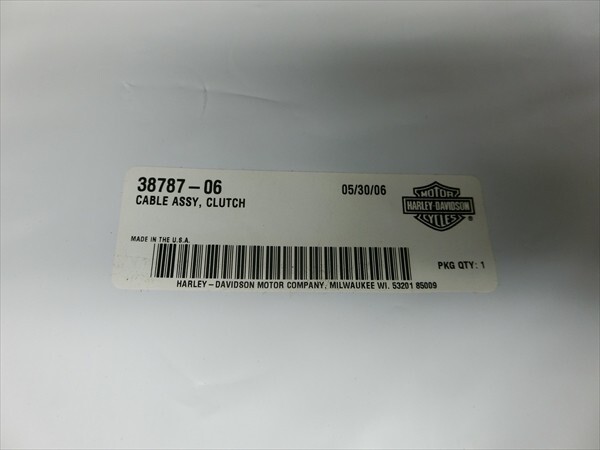 38787-06 05/30/06
CABLE ASSY, CLUTCH
MOTOR
HARLEY-DAVIDSON
CYCLES ®
MADE IN THE U.S.A.
PKG QTY: 1
HARLEY-DAVIDSON MOTOR COMPANY, MILWAUKEE WI. 53201 85009